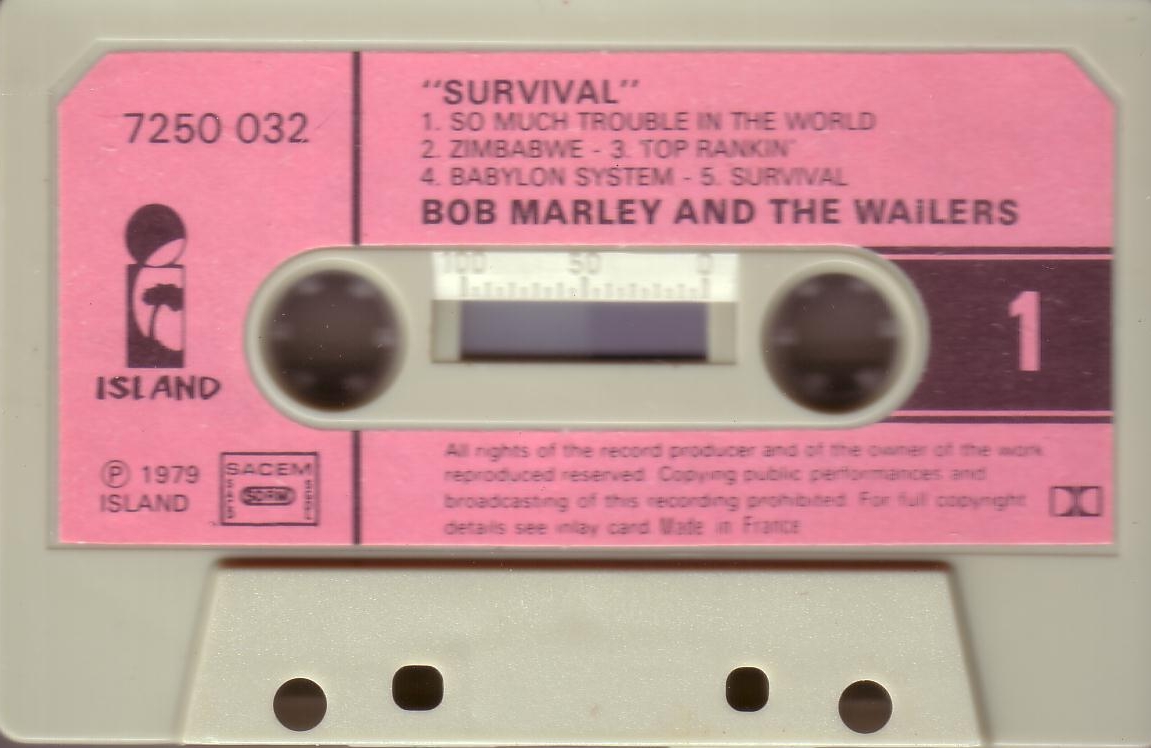 7250 032
"SURVIVAL"
1. SO MUCH TROUBLE IN THE WORLD
2. ZIMBABWE - 3. TOP RANKIN'
4. BABYLON SYSTEM - 5. SURVIVAL
BOB MARLEY AND THE WAiLERS
100 50 0
1
ISLAND
Ⓟ 1979
ISLAND
SACEM
SDRM
All rights of the record producer and of the owner of the work
reproduced reserved. Copying public performances and
broadcasting of this recording prohibited. For full copyright
details see inlay card. Made in France